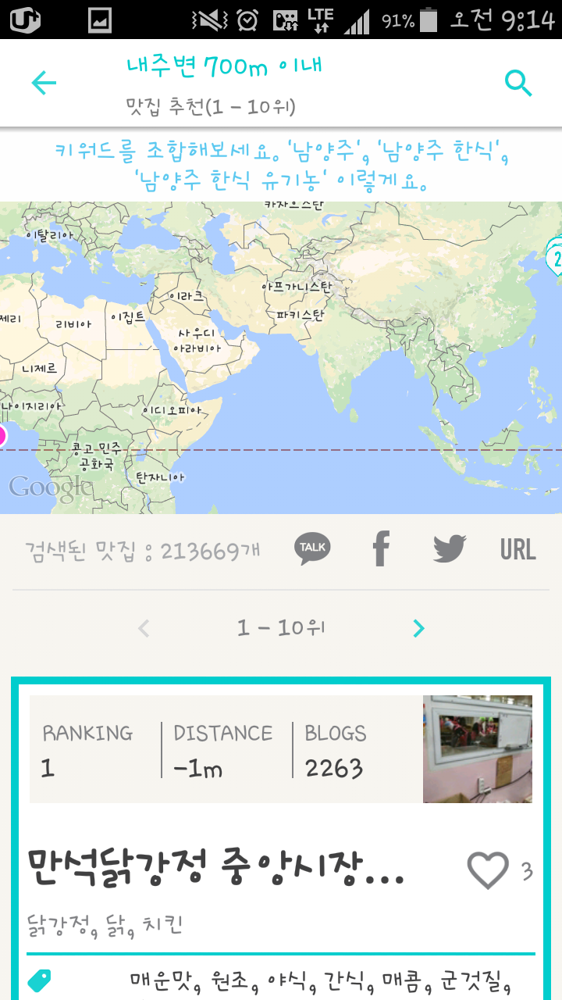 U+ LTE 91% 오전 9:14
내주변 700m 이내
맛집 추천(1 - 10위)
키워드를 조합해보세요. '남양주', '남양주 한식',
'남양주 한식 유기농' 이렇게요.
카자흐스탄
이탈리아
2
이라크
아프가니스탄
제리
리비아
이집트
파키스탄
사우디
아라비아
니제르
나이지리아
이디오피아
콩고 민주
공화국
탄자니아
Google
검색된 맛집 : 213669개 TALK f URL
1 - 10위
RANKING DISTANCE BLOGS
1 -1m 2263
만석닭강정 중앙시장... 3
닭강정, 닭, 치킨
매운맛, 원조, 야식, 간식, 매콤, 군것질,